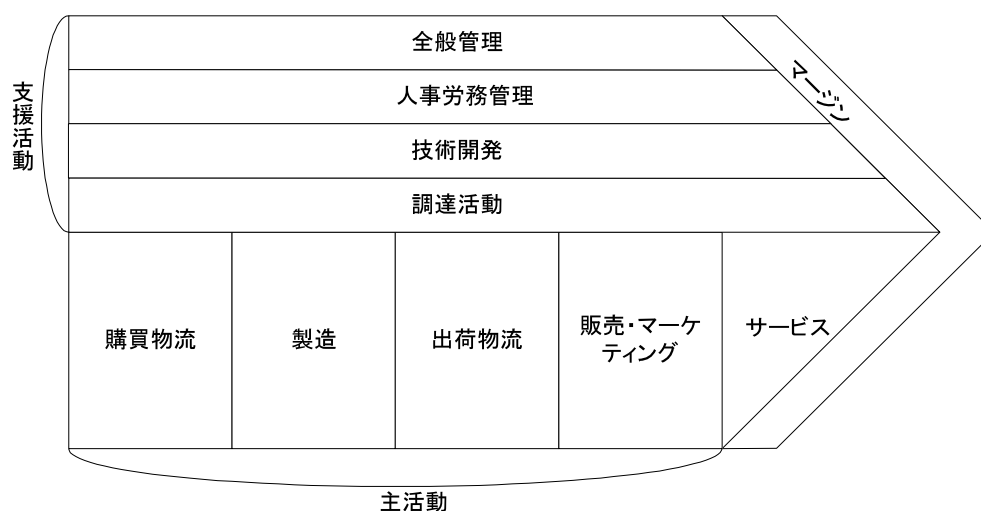 全般管理
マージン
人事労務管理
支援活動
技術開発
調達活動
購買物流
製造
出荷物流
販売・マーケ
ティング
サービス
主活動